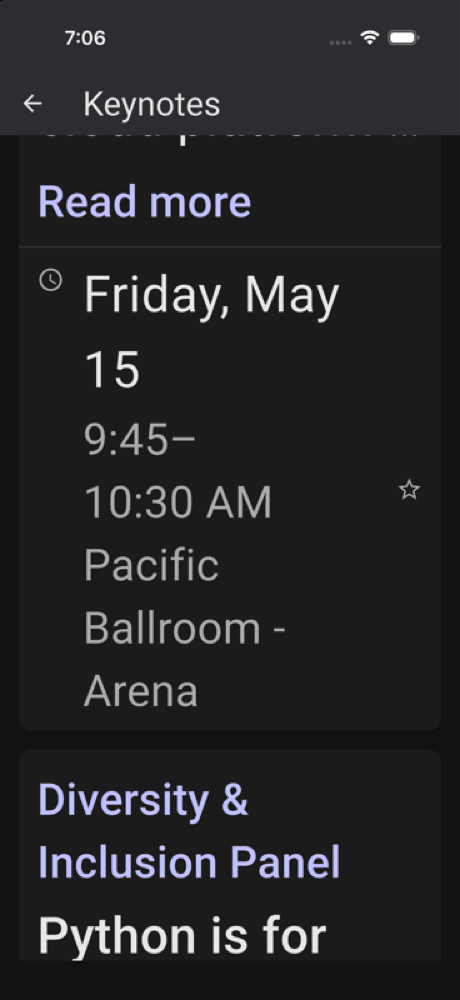 7:06
Keynotes
Read more
Friday, May
15
9:45–
10:30 AM
Pacific
Ballroom -
Arena
Diversity &
Inclusion Panel
Python is for